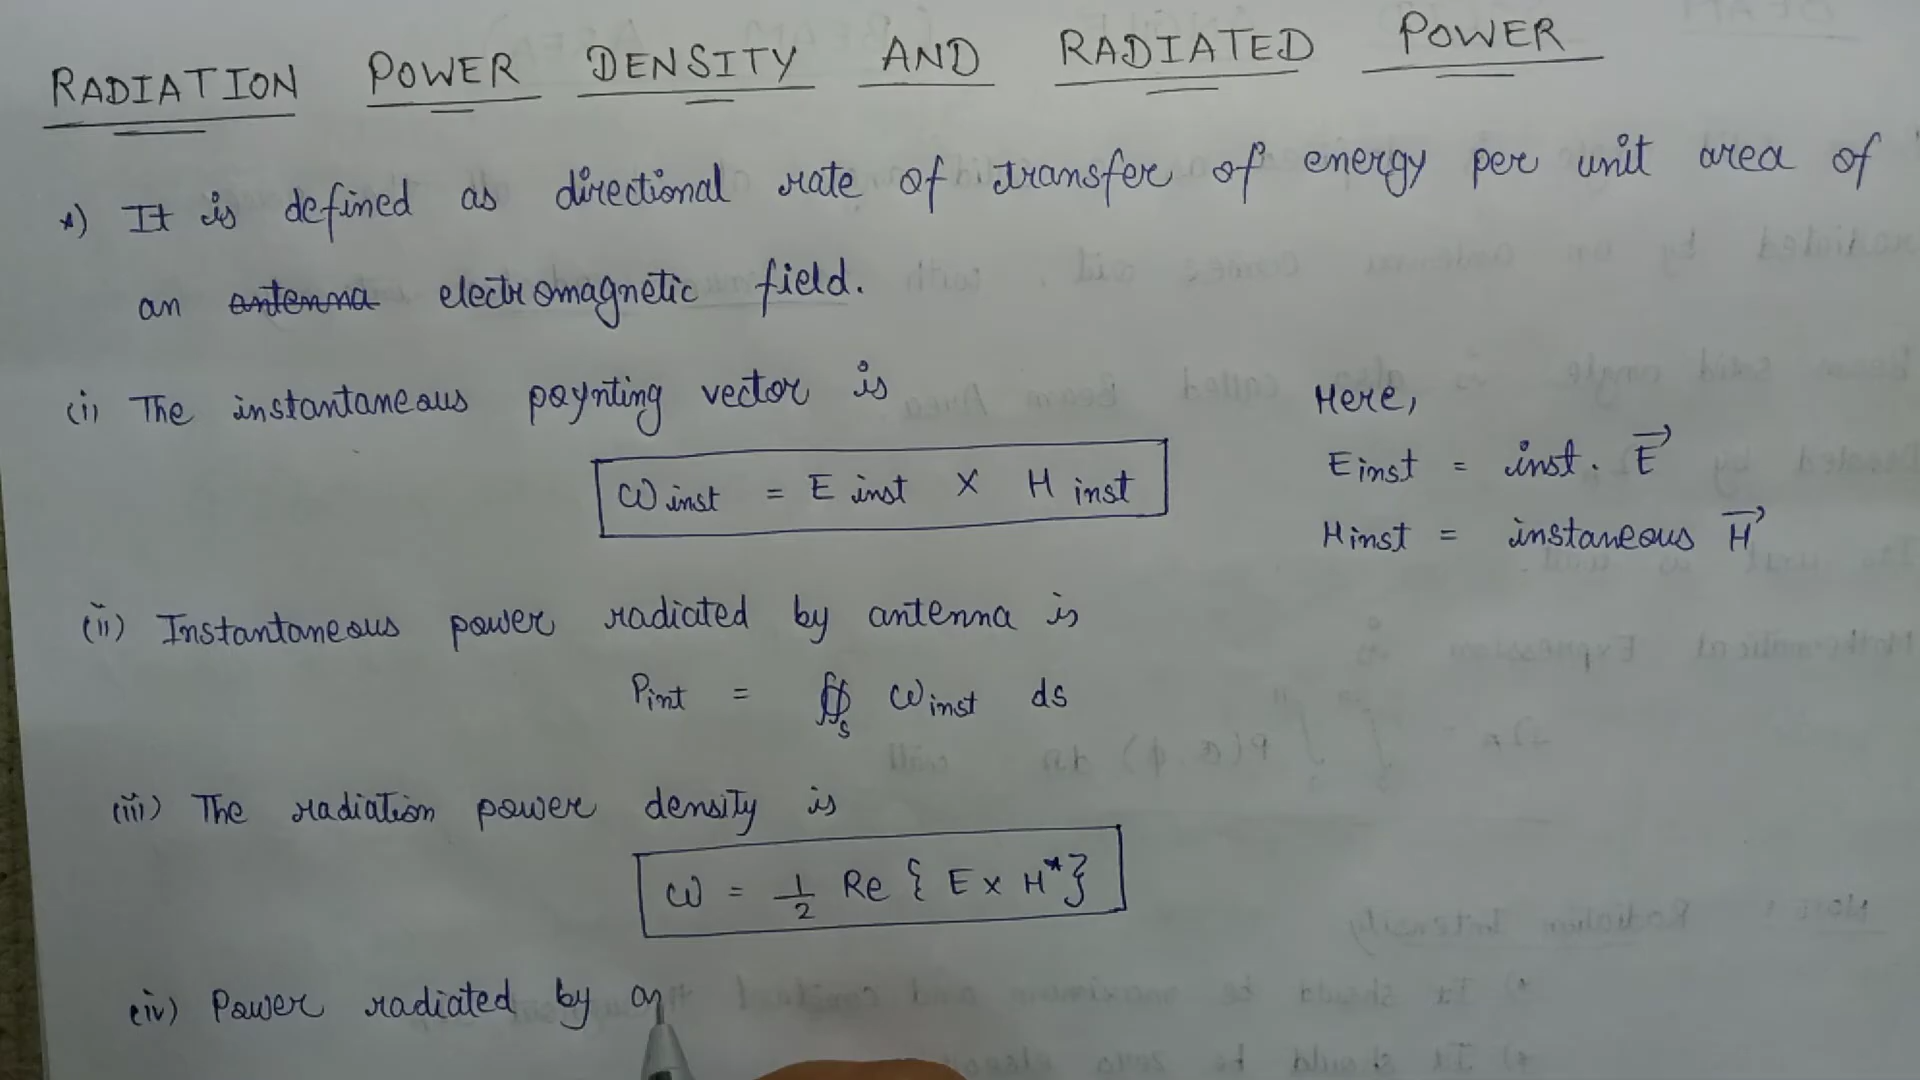 RADIATION POWER DENSITY AND RADIATED POWER
*) It is defined as directional rate of transfer of energy per unit area of
an antenna electromagnetic field.
(i) The instantaneous poynting vector is
Here,
ω inst = E inst X H inst
E inst = inst. E⃗
H inst = instaneous H⃗
(ii) Instantaneous power radiated by antenna is
Pint = ∯s ω inst ds
(iii) The radiation power density is
ω = 1/2 Re { E x H*}
(iv) Power radiated by an